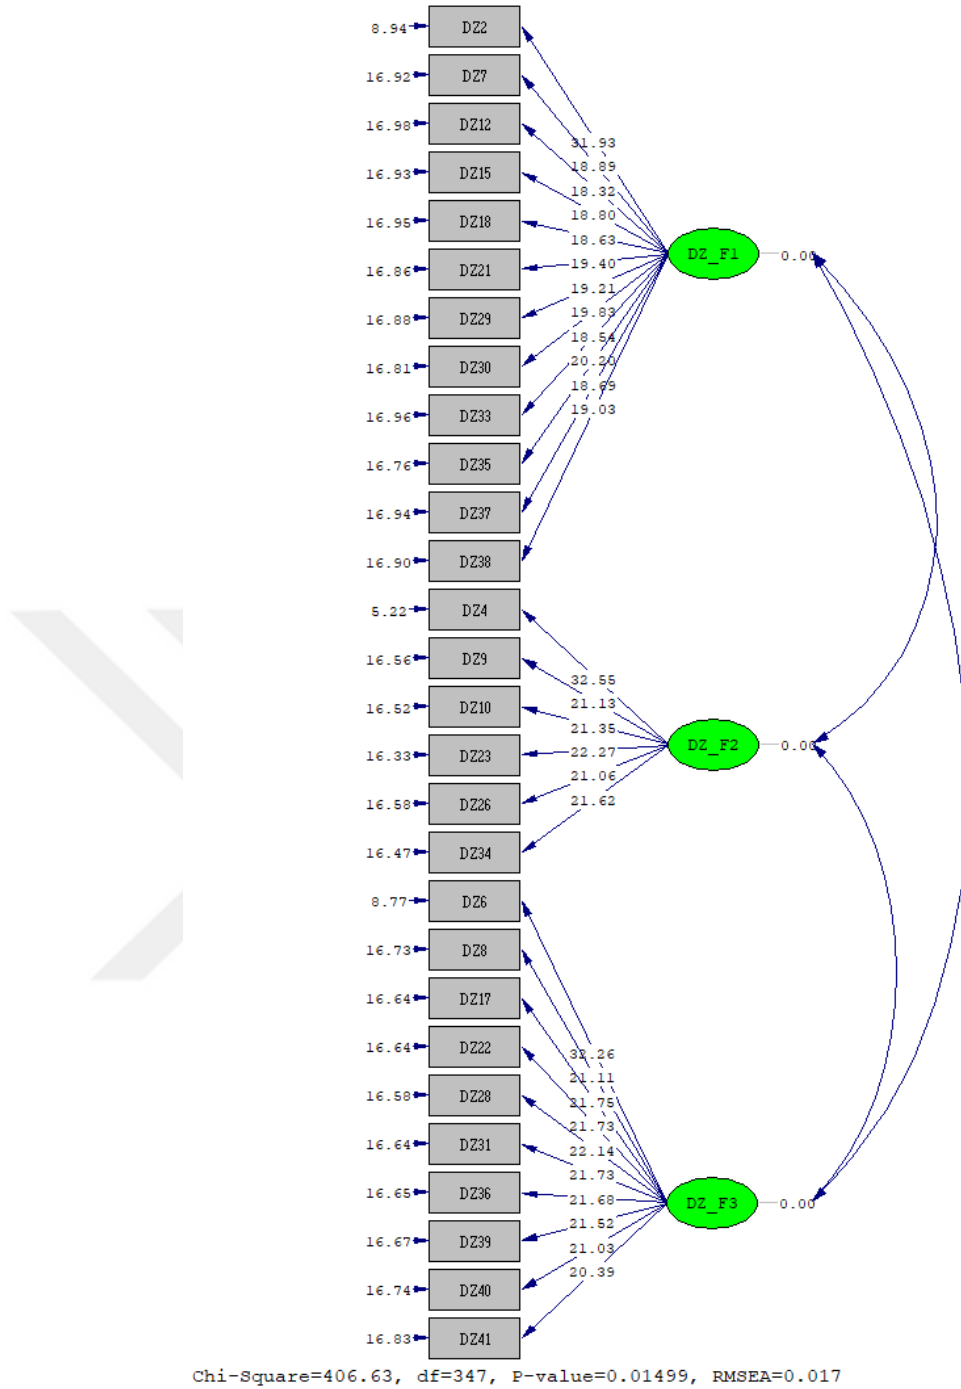 8.94 DZ2
16.92 DZ7
16.98 DZ12
31.93
16.93 DZ15
18.89
18.32
16.95 DZ18
18.80
18.63
DZ_F1 0.00
16.86 DZ21
19.40
19.21
16.88 DZ29
19.83
18.54
16.81 DZ30
20.20
18.69
16.96 DZ33
19.03
16.76 DZ35
16.94 DZ37
16.90 DZ38
5.22 DZ4
16.56 DZ9
32.55
16.52 DZ10
21.13
21.35
DZ_F2 0.00
16.33 DZ23
22.27
21.06
16.58 DZ26
21.62
16.47 DZ34
8.77 DZ6
16.73 DZ8
16.64 DZ17
16.64 DZ22
32.26
21.11
16.58 DZ28
21.75
21.73
16.64 DZ31
22.14
21.73
16.65 DZ36
21.68
DZ_F3 0.00
21.52
16.67 DZ39
21.03
20.39
16.74 DZ40
16.83 DZ41
Chi-Square=406.63, df=347, P-value=0.01499, RMSEA=0.017